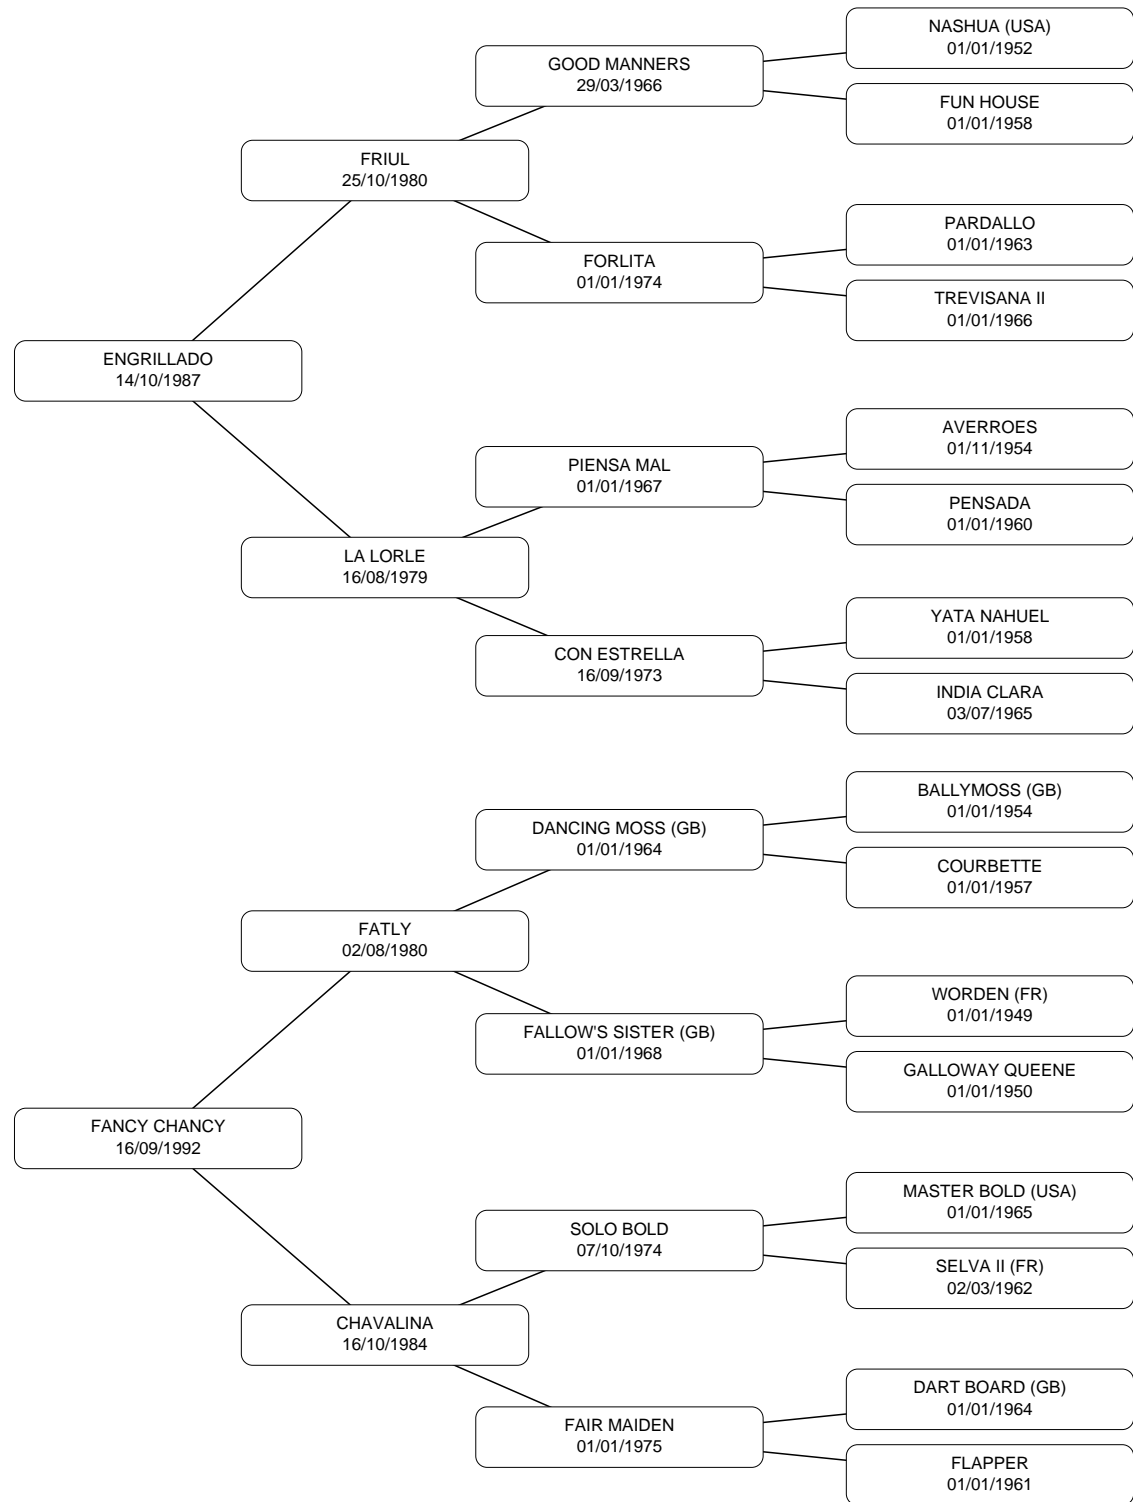 NASHUA (USA)
01/01/1952
GOOD MANNERS
29/03/1966
FUN HOUSE
01/01/1958
FRIUL
25/10/1980
PARDALLO
01/01/1963
FORLITA
01/01/1974
TREVISANA II
01/01/1966
ENGRILLADO
14/10/1987
AVERROES
01/11/1954
PIENSA MAL
01/01/1967
PENSADA
01/01/1960
LA LORLE
16/08/1979
YATA NAHUEL
01/01/1958
CON ESTRELLA
16/09/1973
INDIA CLARA
03/07/1965
BALLYMOSS (GB)
01/01/1954
DANCING MOSS (GB)
01/01/1964
COURBETTE
01/01/1957
FATLY
02/08/1980
WORDEN (FR)
01/01/1949
FALLOW'S SISTER (GB)
01/01/1968
GALLOWAY QUEENE
01/01/1950
FANCY CHANCY
16/09/1992
MASTER BOLD (USA)
01/01/1965
SOLO BOLD
07/10/1974
SELVA II (FR)
02/03/1962
CHAVALINA
16/10/1984
DART BOARD (GB)
01/01/1964
FAIR MAIDEN
01/01/1975
FLAPPER
01/01/1961